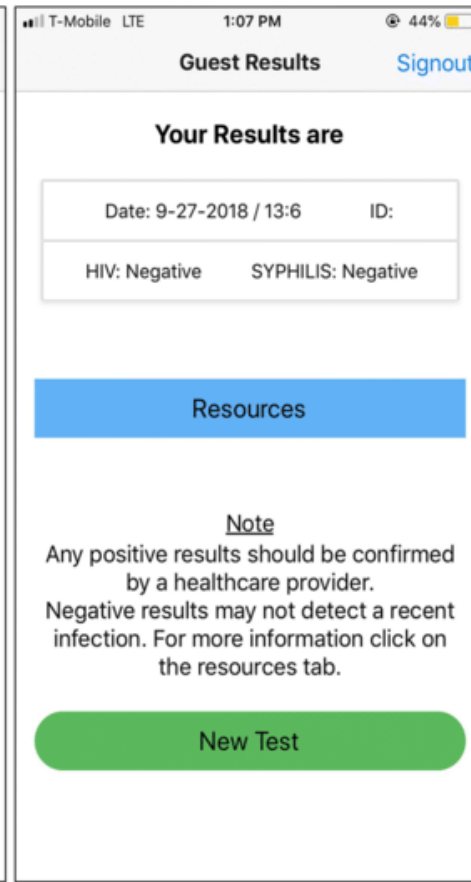 T-Mobile LTE 1:07 PM 44%
Guest Results Signout
Your Results are
Date: 9-27-2018 / 13:6 ID:
HIV: Negative SYPHILIS: Negative
Resources
Note
Any positive results should be confirmed
by a healthcare provider.
Negative results may not detect a recent
infection. For more information click on
the resources tab.
New Test